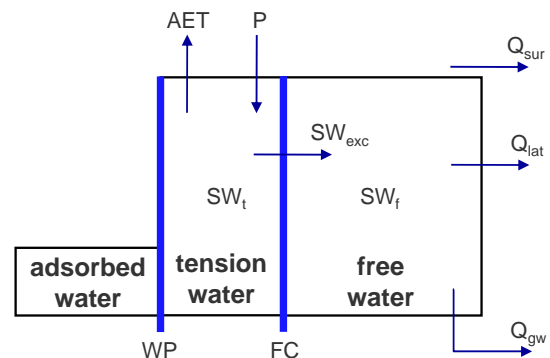 AET
P
Q_sur
SW_exc
Q_lat
SW_t
SW_f
adsorbed
water
tension
water
free
water
WP
FC
Q_gw